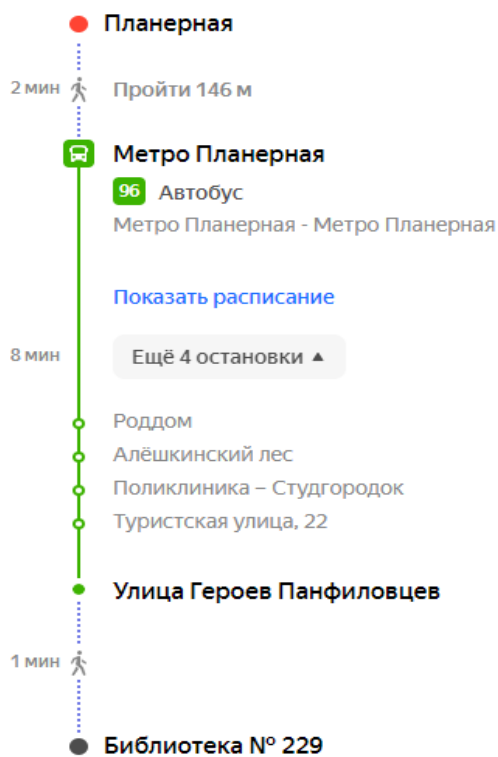 Планерная
2 мин Пройти 146 м
Метро Планерная
96 Автобус
Метро Планерная - Метро Планерная
Показать расписание
8 мин Ещё 4 остановки ▲
Роддом
Алёшкинский лес
Поликлиника – Студгородок
Туристская улица, 22
Улица Героев Панфиловцев
1 мин
Библиотека № 229